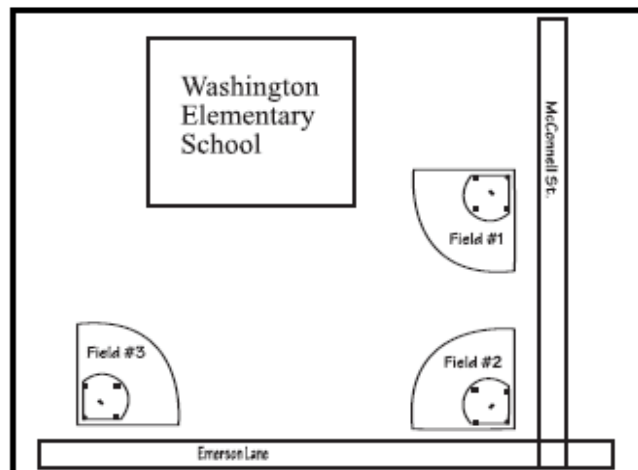 Washington
Elementary
School
McConnell St.
Field #1
Field #3
Field #2
Emerson Lane